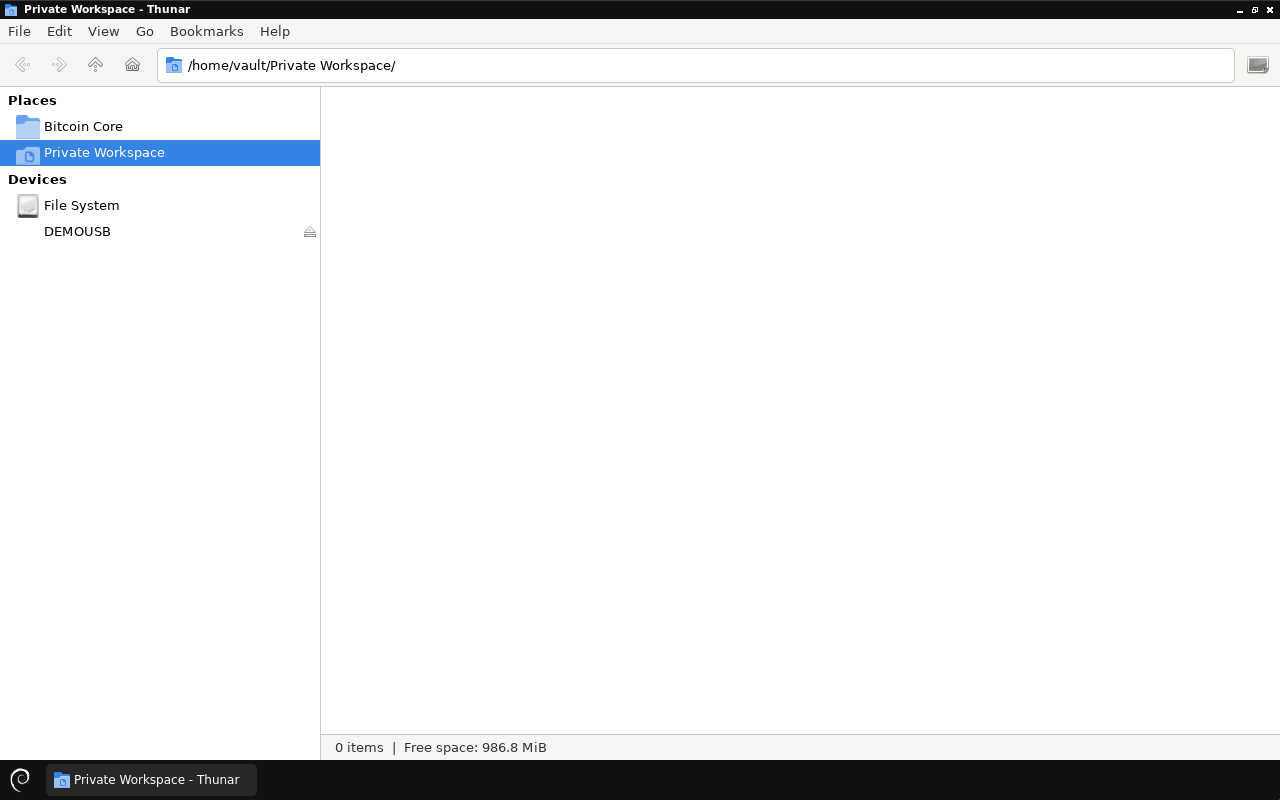 Private Workspace - Thunar
File Edit View Go Bookmarks Help
/home/vault/Private Workspace/
Places
Bitcoin Core
Private Workspace
Devices
File System
DEMOUSB
0 items | Free space: 986.8 MiB
Private Workspace - Thunar